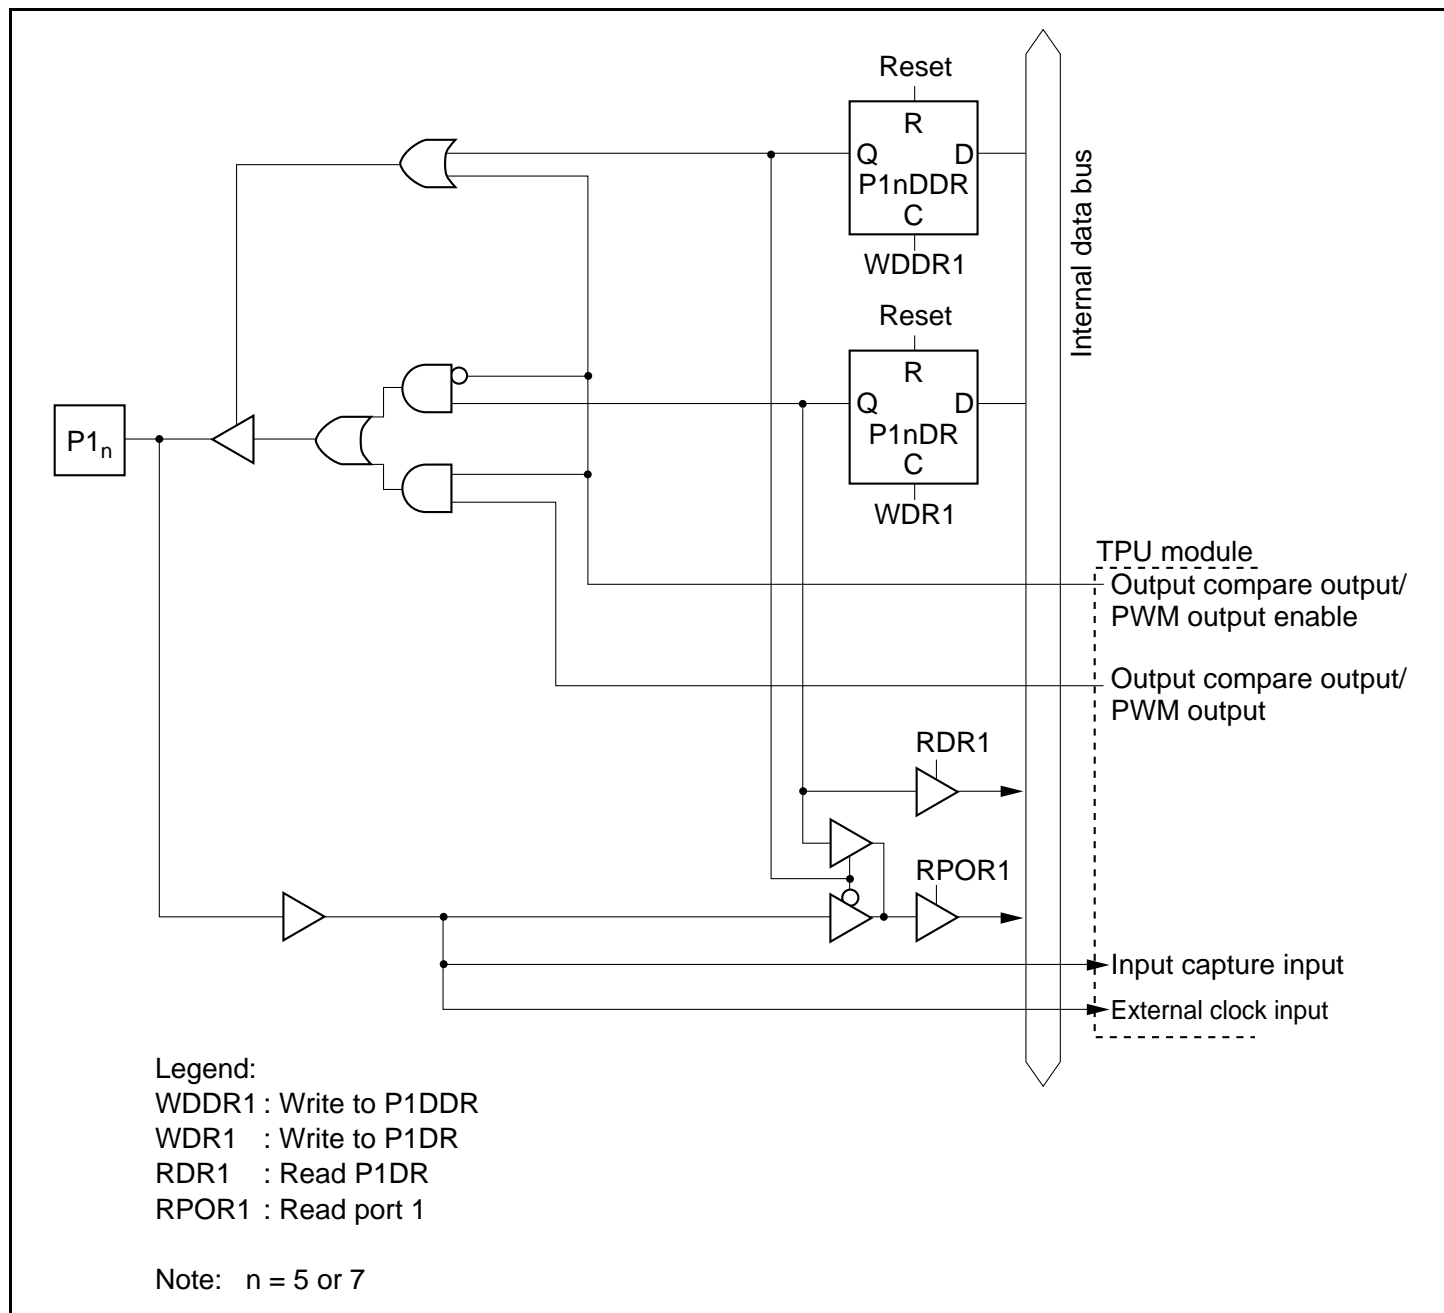 Reset
R
Q D
P1nDDR
C
WDDR1
Internal data bus
Reset
R
Q D
P1nDR
C
WDR1
P1n
TPU module
Output compare output/
PWM output enable
Output compare output/
PWM output
RDR1
RPOR1
Input capture input
External clock input
Legend:
WDDR1 : Write to P1DDR
WDR1 : Write to P1DR
RDR1 : Read P1DR
RPOR1 : Read port 1
Note: n = 5 or 7